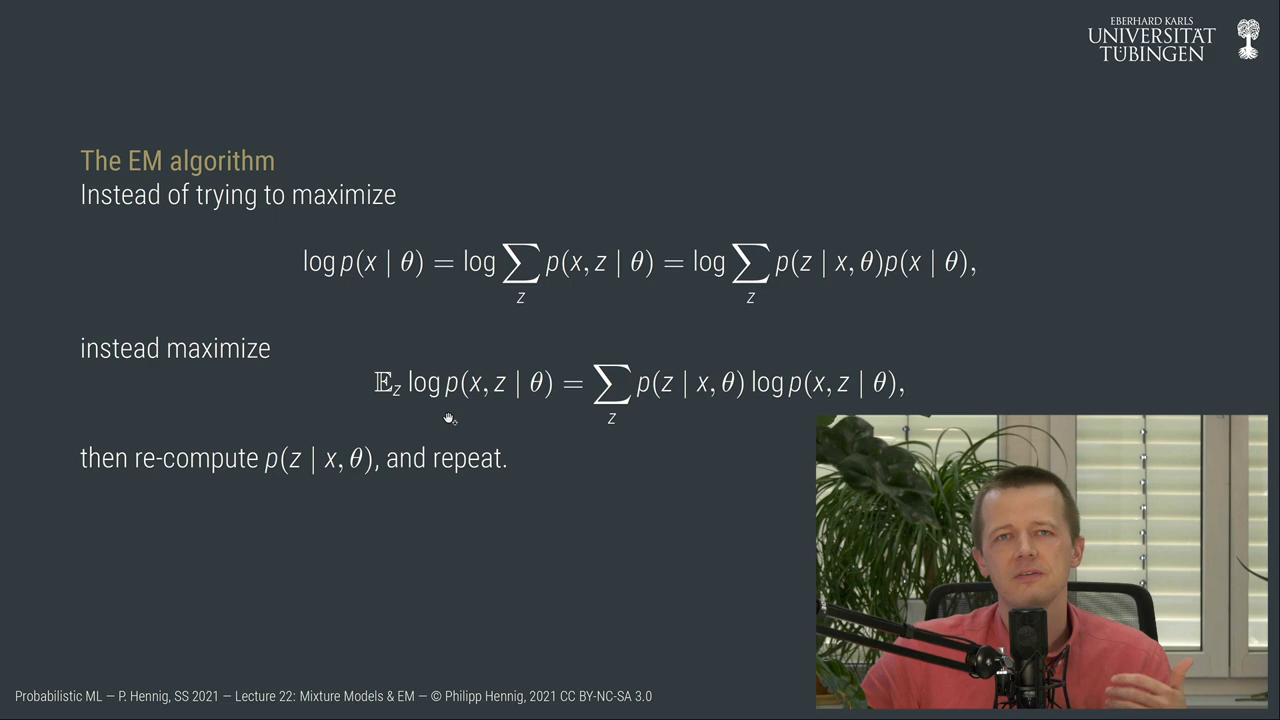 EBERHARD KARLS
UNIVERSITÄT
TÜBINGEN
The EM algorithm
Instead of trying to maximize
log p(x | θ) = log ∑_z p(x, z | θ) = log ∑_z p(z | x, θ)p(x | θ),
instead maximize
𝔼_z log p(x, z | θ) = ∑_z p(z | x, θ) log p(x, z | θ),
then re-compute p(z | x, θ), and repeat.
Probabilistic ML — P. Hennig, SS 2021 — Lecture 22: Mixture Models & EM — © Philipp Hennig, 2021 CC BY-NC-SA 3.0